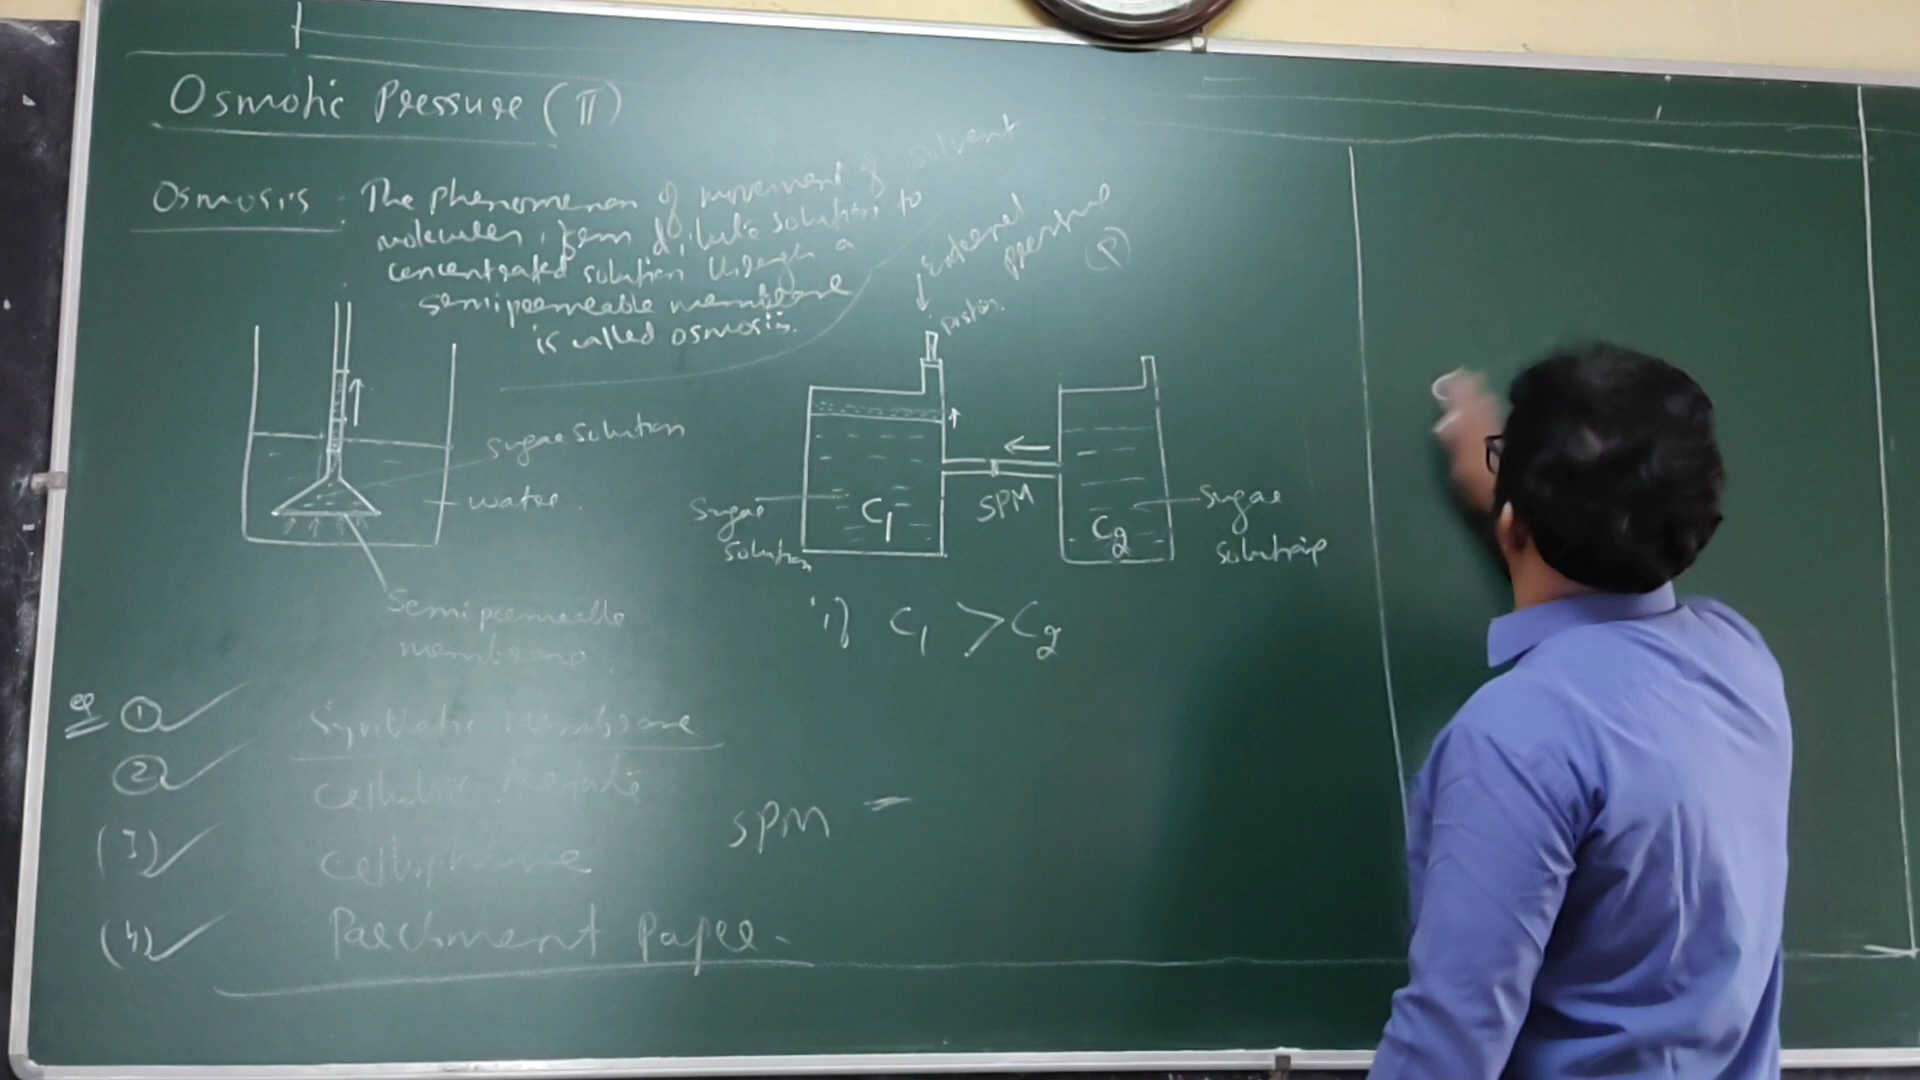 Osmotic Pressure (π)
Osmosis : The phenomenon of movement of solvent
molecules, from dilute solution to
concentrated solution through a
semipermeable membrane
is called osmosis.
External
pressure
(P)
piston.
sugar solution
water
Semipermeable
membrane
Sugar
solution
C1
SPM
C2
Sugar
solution
if C1 > C2
eg ① Synthetic membrane
② Cellulose Acetate
(3) Cellophane
(4) Parchment Paper.
SPM -